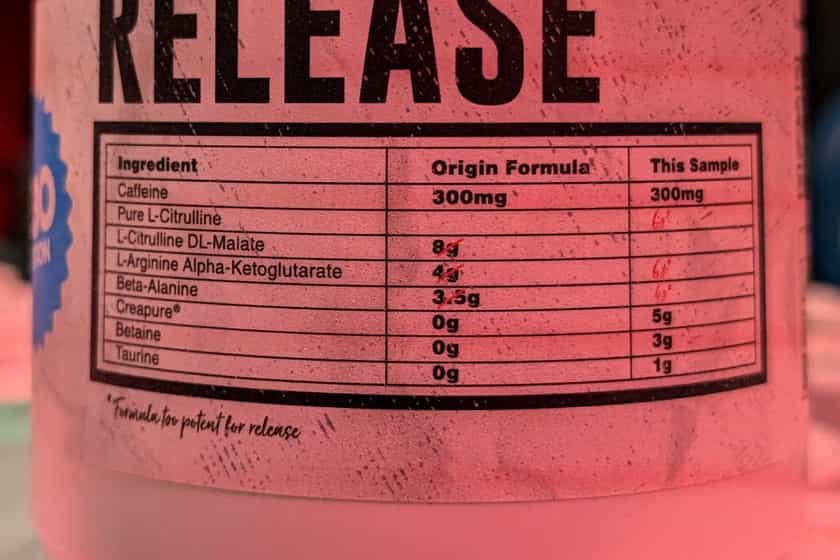 RELEASE
Ingredient Origin Formula This Sample
Caffeine 300mg 300mg
Pure L-Citrulline
L-Citrulline DL-Malate 8g
L-Arginine Alpha-Ketoglutarate 4g
Beta-Alanine 3.5g
Creapure® 0g 5g
Betaine 0g 3g
Taurine 0g 1g
*Formula too potent for release